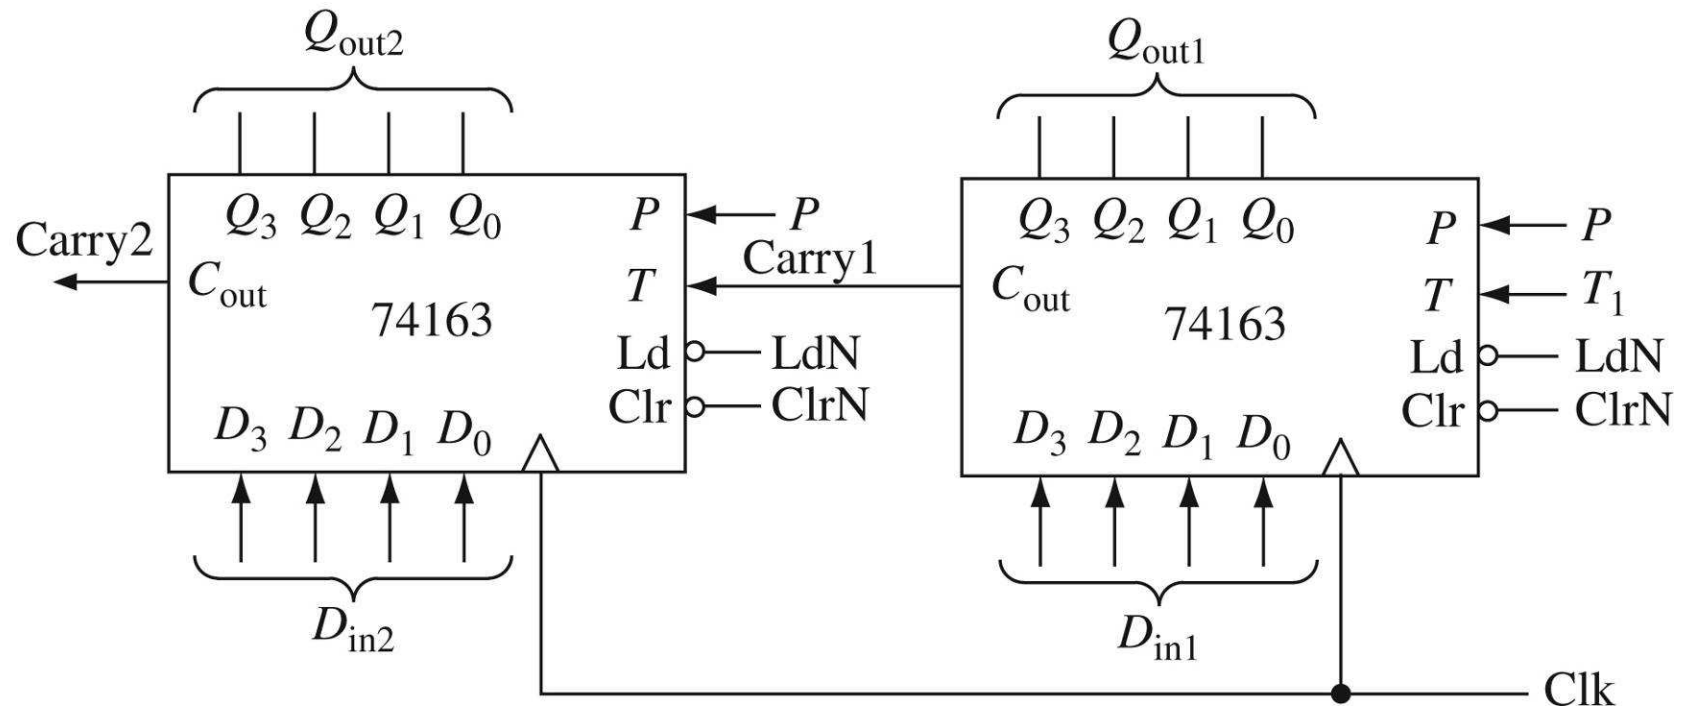 Qout2
Qout1
Q3 Q2 Q1 Q0
P
P
Carry2
Cout
74163
T
Carry1
Ld
LdN
Clr
ClrN
D3 D2 D1 D0
Din2
Q3 Q2 Q1 Q0
P
P
Cout
74163
T
T1
Ld
LdN
Clr
ClrN
D3 D2 D1 D0
Din1
Clk